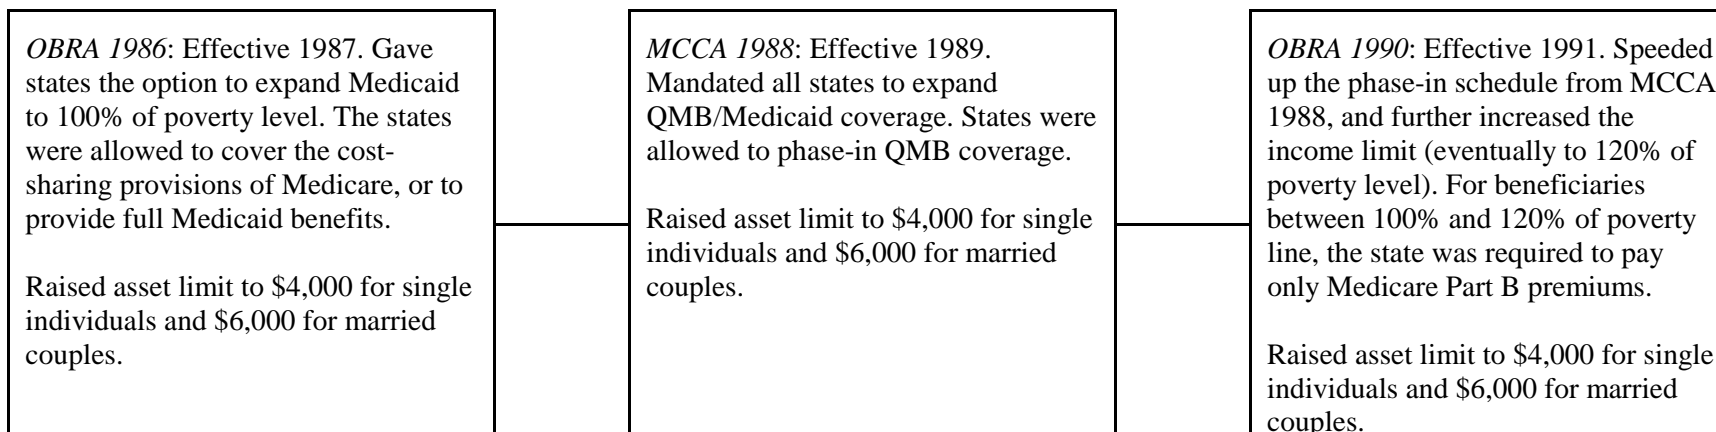 OBRA 1986: Effective 1987. Gave
states the option to expand Medicaid
to 100% of poverty level. The states
were allowed to cover the cost-
sharing provisions of Medicare, or to
provide full Medicaid benefits.
Raised asset limit to $4,000 for single
individuals and $6,000 for married
couples.
MCCA 1988: Effective 1989.
Mandated all states to expand
QMB/Medicaid coverage. States were
allowed to phase-in QMB coverage.
Raised asset limit to $4,000 for single
individuals and $6,000 for married
couples.
OBRA 1990: Effective 1991. Speeded
up the phase-in schedule from MCCA
1988, and further increased the
income limit (eventually to 120% of
poverty level). For beneficiaries
between 100% and 120% of poverty
line, the state was required to pay
only Medicare Part B premiums.
Raised asset limit to $4,000 for single
individuals and $6,000 for married
couples.